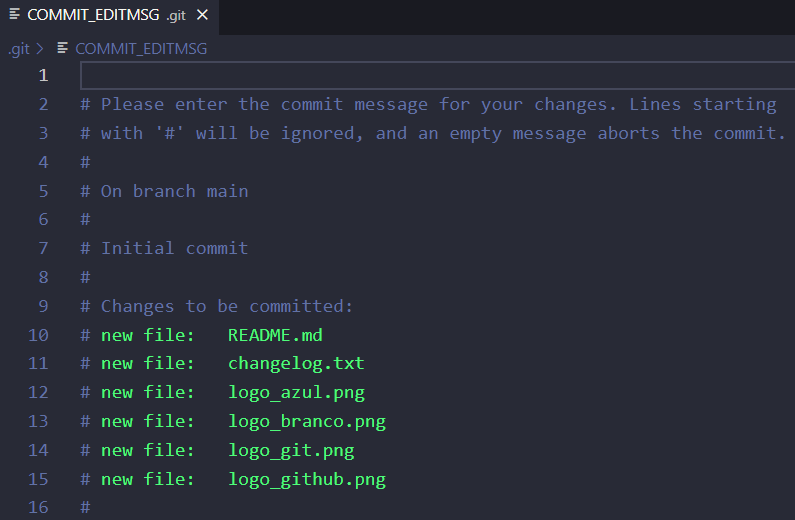 COMMIT_EDITMSG .git
.git > COMMIT_EDITMSG
1
2 # Please enter the commit message for your changes. Lines starting
3 # with '#' will be ignored, and an empty message aborts the commit.
4 #
5 # On branch main
6 #
7 # Initial commit
8 #
9 # Changes to be committed:
10 # new file:   README.md
11 # new file:   changelog.txt
12 # new file:   logo_azul.png
13 # new file:   logo_branco.png
14 # new file:   logo_git.png
15 # new file:   logo_github.png
16 #